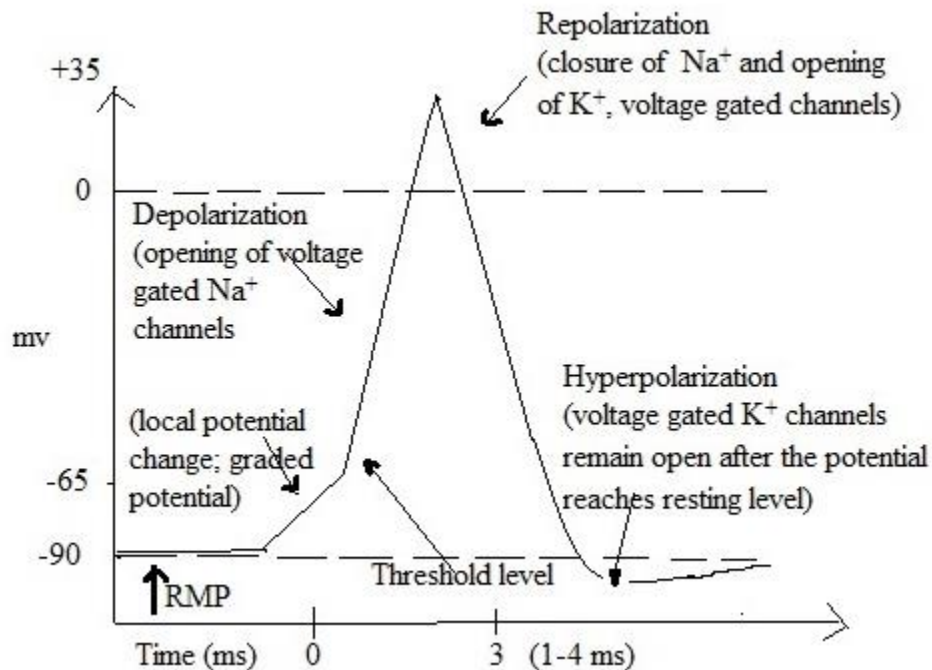 Repolarization
(closure of Na⁺ and opening
of K⁺, voltage gated channels)
+35
0
Depolarization
(opening of voltage
gated Na⁺
channels
mv
Hyperpolarization
(voltage gated K⁺ channels
remain open after the potential
reaches resting level)
(local potential
change; graded
potential)
-65
-90
Threshold level
RMP
Time (ms) 0 3 (1-4 ms)